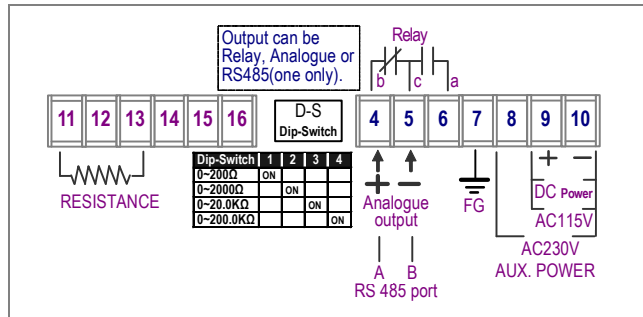 Output can be
Relay, Analogue or
RS485(one only).
Relay
b c a
11 12 13 14 15 16
D-S
Dip-Switch
4 5 6 7 8 9 10
RESISTANCE
Dip-Switch 1 2 3 4
0~200Ω ON
0~2000Ω ON
0~20.0KΩ ON
0~200.0KΩ ON
+ −
Analogue
output
FG
+ −
DC Power
AC115V
AC230V
AUX. POWER
A B
RS 485 port